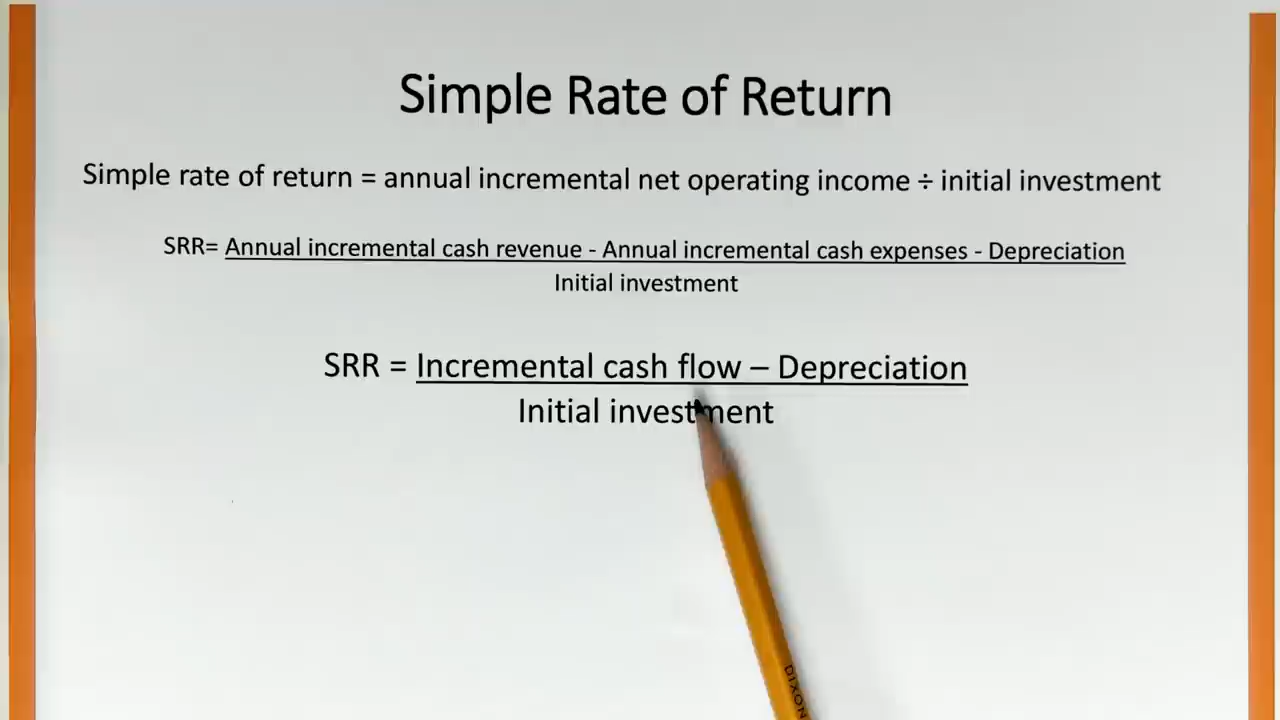 Simple Rate of Return
Simple rate of return = annual incremental net operating income ÷ initial investment
SRR= Annual incremental cash revenue - Annual incremental cash expenses - Depreciation
Initial investment
SRR = Incremental cash flow – Depreciation
Initial investment
DIXON